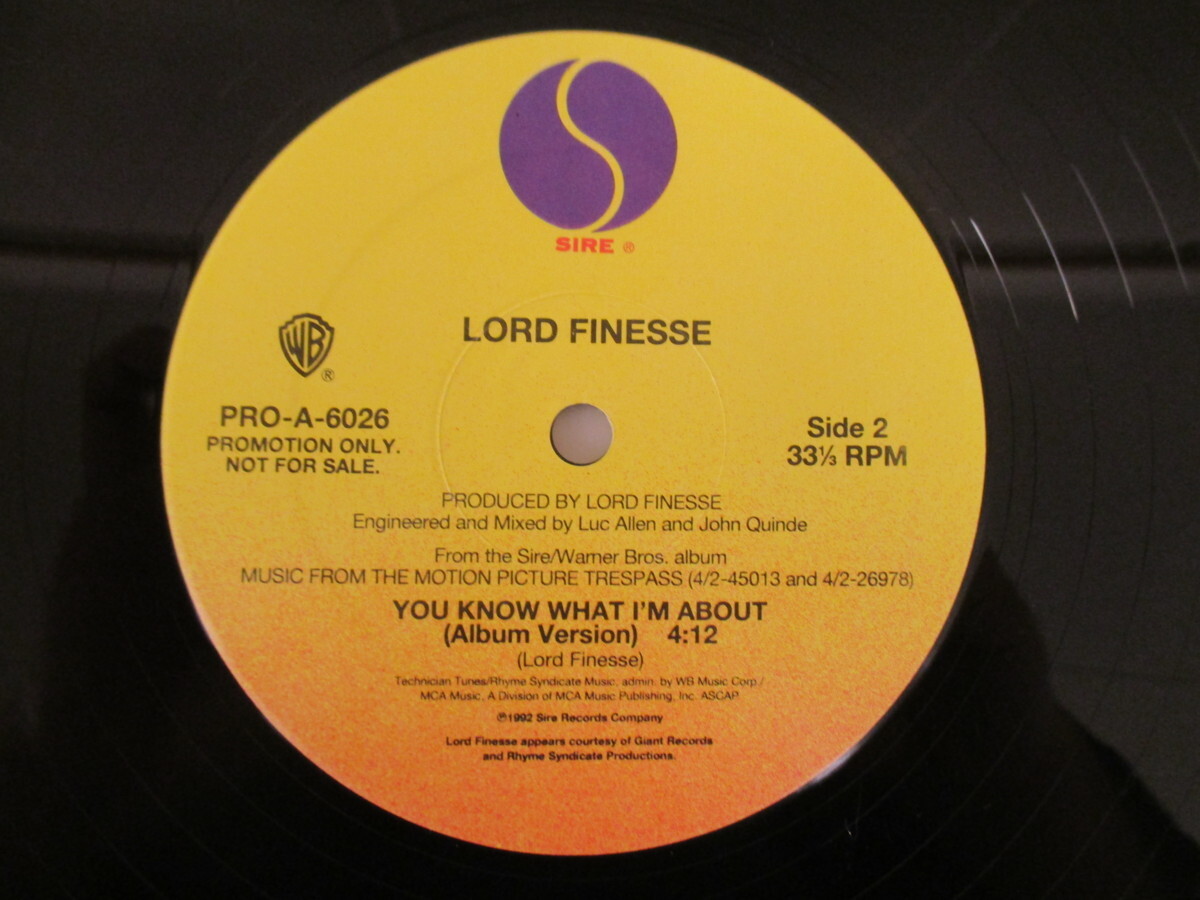 SIRE ®
LORD FINESSE
WB
®
PRO-A-6026
PROMOTION ONLY.
NOT FOR SALE.
Side 2
33⅓ RPM
PRODUCED BY LORD FINESSE
Engineered and Mixed by Luc Allen and John Quinde
From the Sire/Warner Bros. album
MUSIC FROM THE MOTION PICTURE TRESPASS (4/2-45013 and 4/2-26978)
YOU KNOW WHAT I'M ABOUT
(Album Version) 4:12
(Lord Finesse)
Technician Tunes/Rhyme Syndicate Music, admin. by WB Music Corp./
MCA Music, A Division of MCA Music Publishing, Inc. ASCAP
℗1992 Sire Records Company
Lord Finesse appears courtesy of Giant Records
and Rhyme Syndicate Productions.